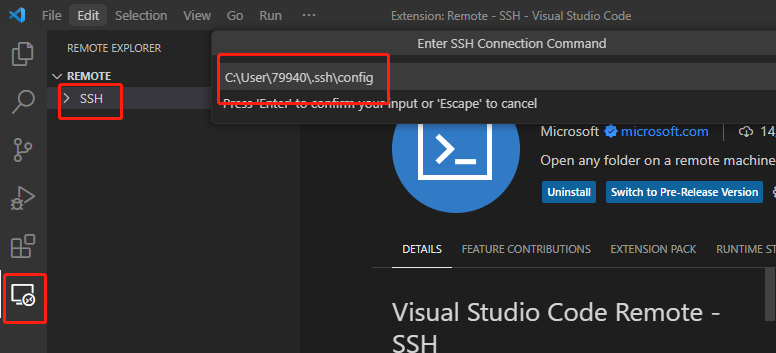 File Edit Selection View Go Run Extension: Remote - SSH - Visual Studio Code
REMOTE EXPLORER
Enter SSH Connection Command
REMOTE
C:\User\79940\.ssh\config
SSH
Press 'Enter' to confirm your input or 'Escape' to cancel
Microsoft microsoft.com 14
Open any folder on a remote machine
Uninstall Switch to Pre-Release Version
DETAILS FEATURE CONTRIBUTIONS EXTENSION PACK RUNTIME ST
Visual Studio Code Remote -
SSH